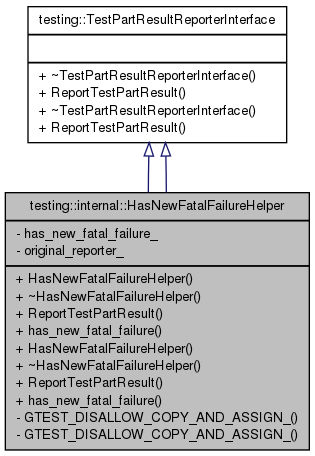 testing::TestPartResultReporterInterface
+ ~TestPartResultReporterInterface()
+ ReportTestPartResult()
+ ~TestPartResultReporterInterface()
+ ReportTestPartResult()
testing::internal::HasNewFatalFailureHelper
- has_new_fatal_failure_
- original_reporter_
+ HasNewFatalFailureHelper()
+ ~HasNewFatalFailureHelper()
+ ReportTestPartResult()
+ has_new_fatal_failure()
+ HasNewFatalFailureHelper()
+ ~HasNewFatalFailureHelper()
+ ReportTestPartResult()
+ has_new_fatal_failure()
- GTEST_DISALLOW_COPY_AND_ASSIGN_()
- GTEST_DISALLOW_COPY_AND_ASSIGN_()